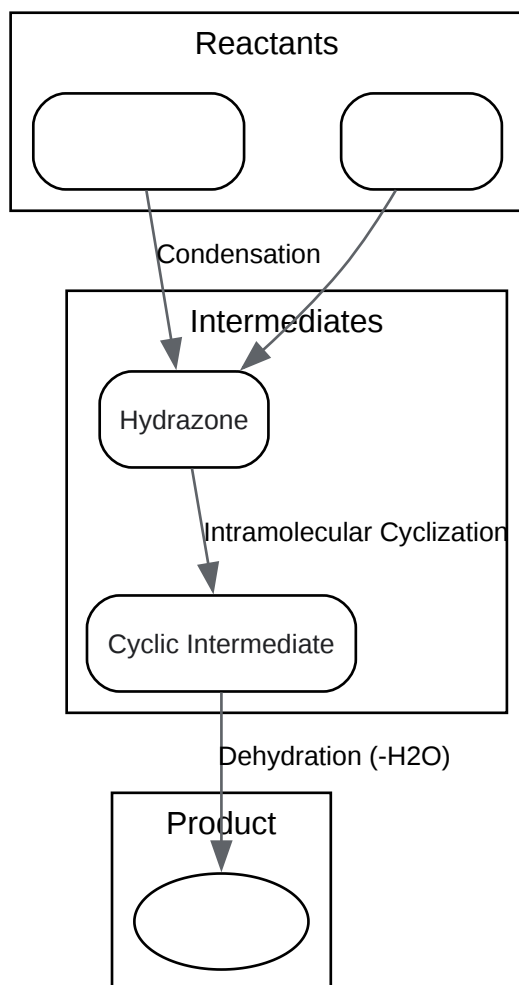 Reactants
Condensation
Intermediates
Hydrazone
Intramolecular Cyclization
Cyclic Intermediate
Dehydration (-H2O)
Product